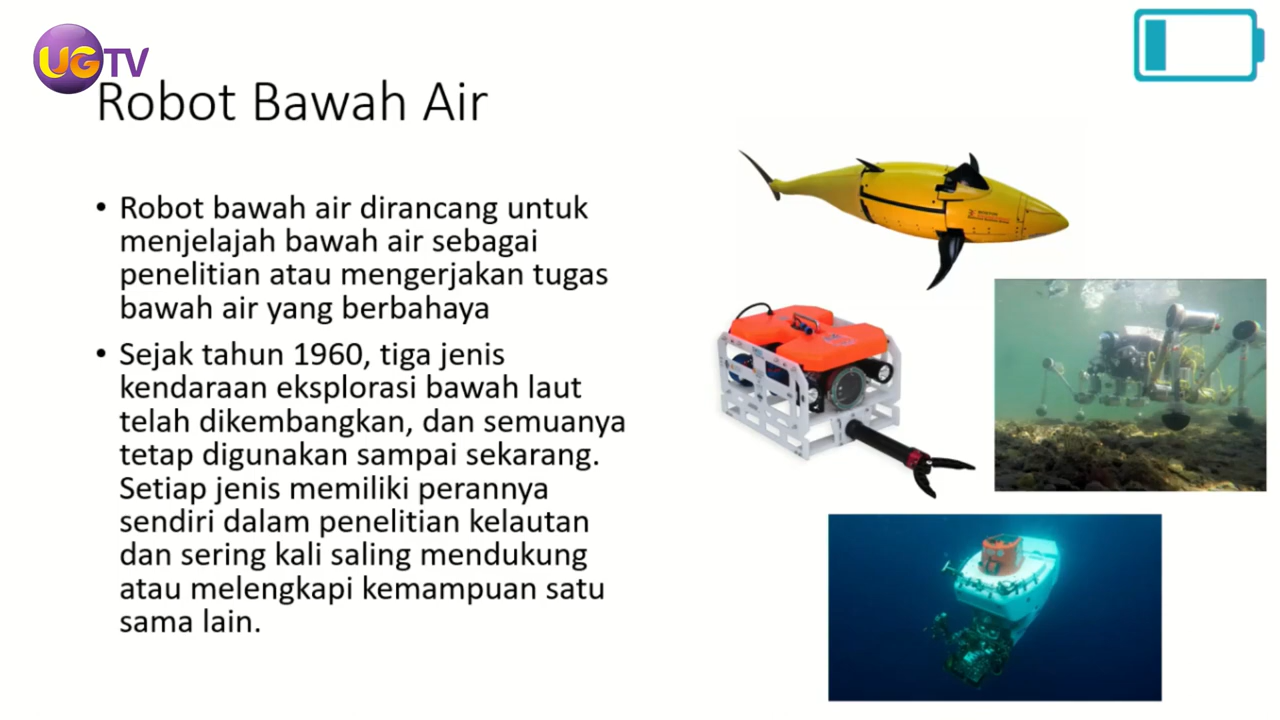 UGTV
Robot Bawah Air
• Robot bawah air dirancang untuk
menjelajah bawah air sebagai
penelitian atau mengerjakan tugas
bawah air yang berbahaya
• Sejak tahun 1960, tiga jenis
kendaraan eksplorasi bawah laut
telah dikembangkan, dan semuanya
tetap digunakan sampai sekarang.
Setiap jenis memiliki perannya
sendiri dalam penelitian kelautan
dan sering kali saling mendukung
atau melengkapi kemampuan satu
sama lain.